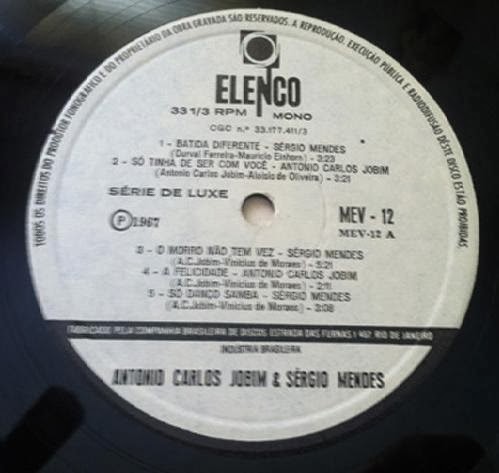 TODOS OS DIREITOS DO PRODUTOR FONOGRÁFICO E DO PROPRIETÁRIO DA OBRA GRAVADA SÃO RESERVADOS. A REPRODUÇÃO, EXECUÇÃO PÚBLICA E RADIODIFUSÃO DÊSTE DISCO ESTÃO PROIBIDAS
ELENCO
33 1/3 RPM MONO
CGC n.º 33.177.411/3
1 - BATIDA DIFERENTE - SÉRGIO MENDES
(Durval Ferreira-Mauricio Einhorn) - 3:23
2 - SÓ TINHA DE SER COM VOCÊ - ANTONIO CARLOS JOBIM
(Antonio Carlos Jobim-Aloisio de Oliveira) - 3:21
SÉRIE DE LUXE
P 1967
MEV - 12
MEV-12 A
3 - O MORRO NÃO TEM VEZ - SÉRGIO MENDES
(A.C.Jobim-Vinicius de Moraes) - 5:21
4 - A FELICIDADE - ANTONIO CARLOS JOBIM
(A.C.Jobim-Vinicius de Moraes) - 2:11
5 - SÓ DANÇO SAMBA - SÉRGIO MENDES
(A.C.Jobim-Vinicius de Moraes) - 3:08
FABRICADO PELA COMPANHIA BRASILEIRA DE DISCOS ESTRADA DAS FURNAS 1 462 RIO DE JANEIRO
INDÚSTRIA BRASILEIRA
ANTONIO CARLOS JOBIM & SÉRGIO MENDES